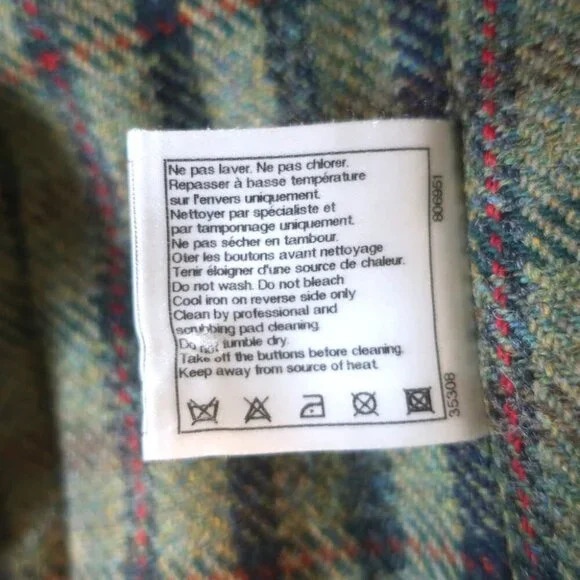 Ne pas laver. Ne pas chlorer.
Repasser à basse température
sur l'envers uniquement.
Nettoyer par spécialiste et
par tamponnage uniquement.
Ne pas sécher en tambour.
Oter les boutons avant nettoyage
Tenir éloigner d'une source de chaleur.
Do not wash. Do not bleach
Cool iron on reverse side only
Clean by professional and
scrubbing pad cleaning.
Do not tumble dry.
Take off the buttons before cleaning.
Keep away from source of heat.
806951
35308